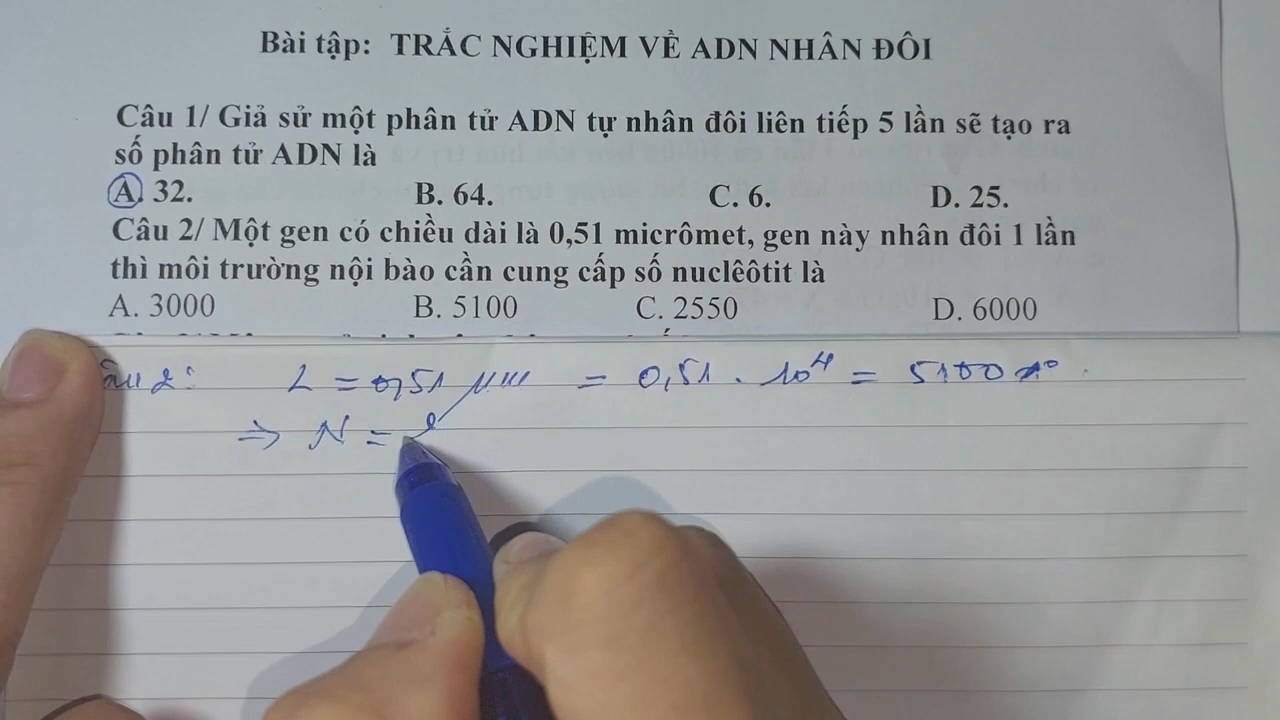 Bài tập: TRẮC NGHIỆM VỀ ADN NHÂN ĐÔI
Câu 1/ Giả sử một phân tử ADN tự nhân đôi liên tiếp 5 lần sẽ tạo ra
số phân tử ADN là
A. 32. B. 64. C. 6. D. 25.
Câu 2/ Một gen có chiều dài là 0,51 micrômet, gen này nhân đôi 1 lần
thì môi trường nội bào cần cung cấp số nuclêôtit là
A. 3000 B. 5100 C. 2550 D. 6000
2: L = 0,51 µm = 0,51 . 10⁴ = 5100 A⁰
⇒ N = 2